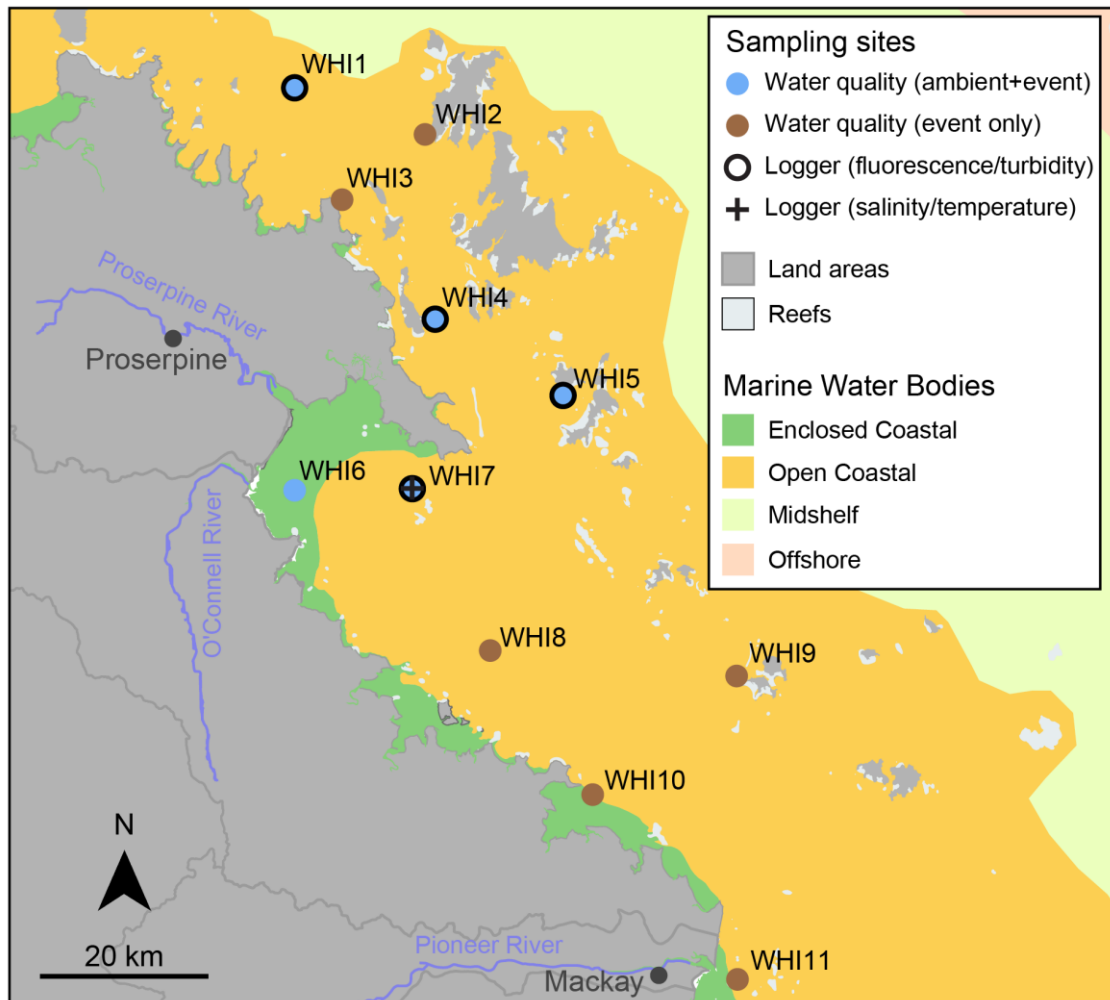 Sampling sites
Water quality (ambient+event)
Water quality (event only)
Logger (fluorescence/turbidity)
Logger (salinity/temperature)
Land areas
Reefs
Marine Water Bodies
Enclosed Coastal
Open Coastal
Midshelf
Offshore
WHI1
WHI2
WHI3
WHI4
WHI5
WHI6
WHI7
WHI8
WHI9
WHI10
WHI11
Proserpine River
Proserpine
O'Connell River
Pioneer River
Mackay
N
20 km